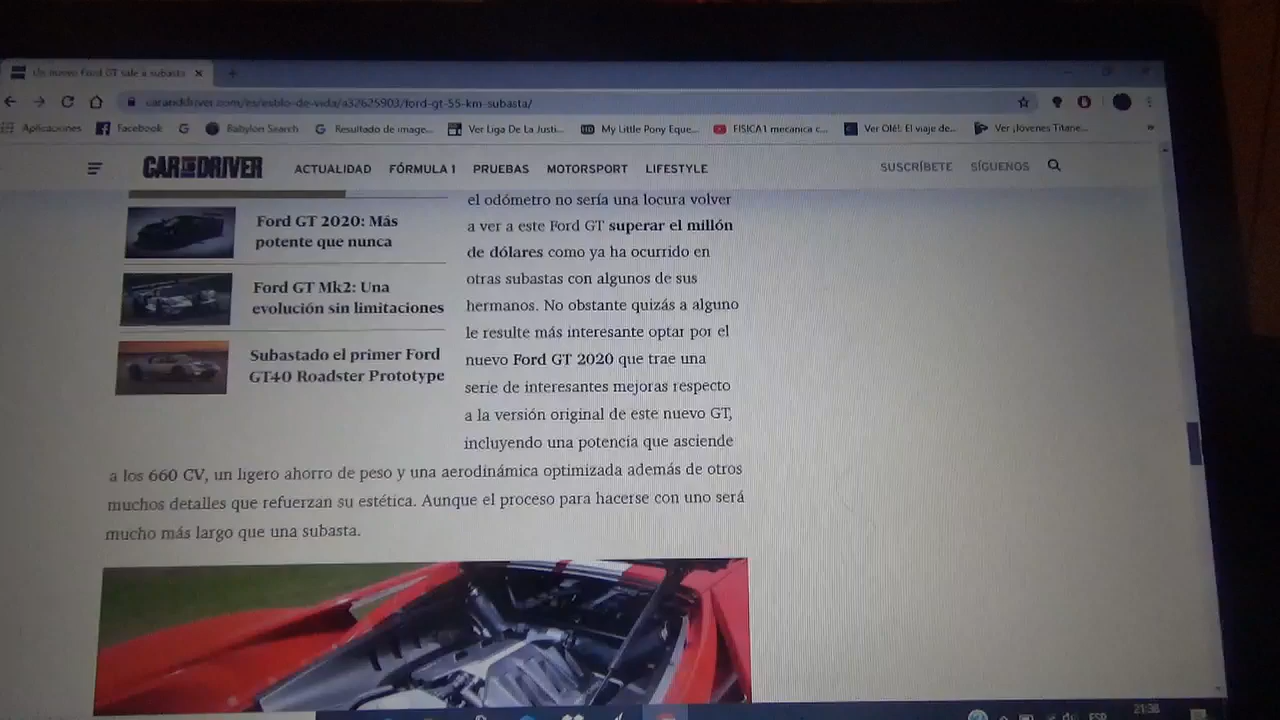 Un nuevo Ford GT sale a subasta
caranddriver.com/es/estilo-de-vida/a32625903/ford-gt-55-km-subasta/
Aplicaciones
Facebook
Babylon Search
Resultado de image...
Ver Liga De La Justi...
My Little Pony Eque...
FISICA1 mecanica c...
Ver Olé!: El viaje de...
Ver ¡Jóvenes Titane...
»
CAR AND DRIVER
ACTUALIDAD
FÓRMULA 1
PRUEBAS
MOTORSPORT
LIFESTYLE
SUSCRÍBETE
SÍGUENOS
Ford GT 2020: Más
potente que nunca
Ford GT Mk2: Una
evolución sin limitaciones
Subastado el primer Ford
GT40 Roadster Prototype
el odómetro no sería una locura volver
a ver a este Ford GT superar el millón
de dólares como ya ha ocurrido en
otras subastas con algunos de sus
hermanos. No obstante quizás a alguno
le resulte más interesante optar por el
nuevo Ford GT 2020 que trae una
serie de interesantes mejoras respecto
a la versión original de este nuevo GT,
incluyendo una potencia que asciende
a los 660 CV, un ligero ahorro de peso y una aerodinámica optimizada además de otros
muchos detalles que refuerzan su estética. Aunque el proceso para hacerse con uno será
mucho más largo que una subasta.
ESP
21:38